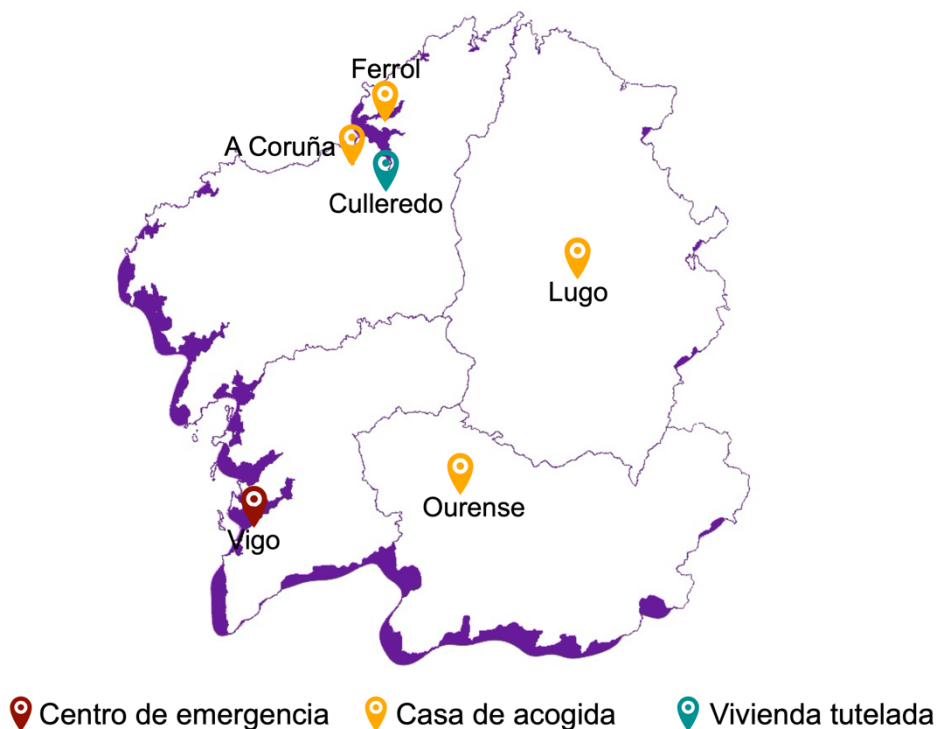 Ferrol
A Coruña
Culleredo
Lugo
Ourense
Vigo
Centro de emergencia
Casa de acogida
Vivienda tutelada